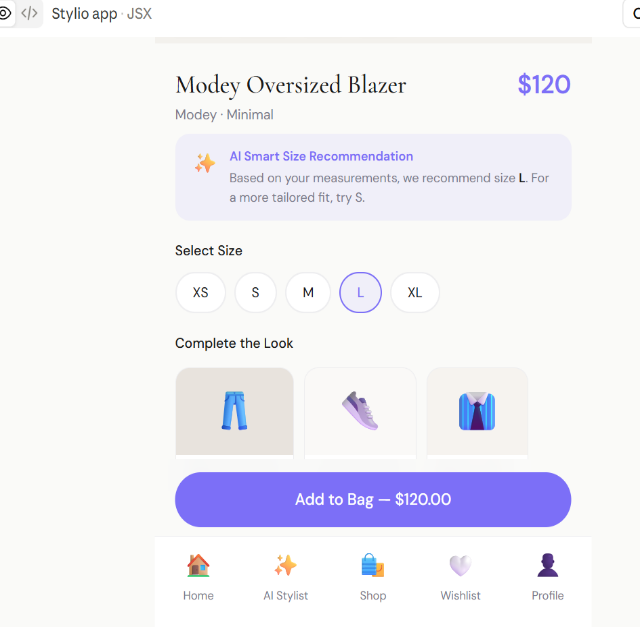 Stylio app · JSX
Modey Oversized Blazer
$120
Modey · Minimal
AI Smart Size Recommendation
Based on your measurements, we recommend size L. For
a more tailored fit, try S.
Select Size
XS S M L XL
Complete the Look
Add to Bag — $120.00
Home AI Stylist Shop Wishlist Profile